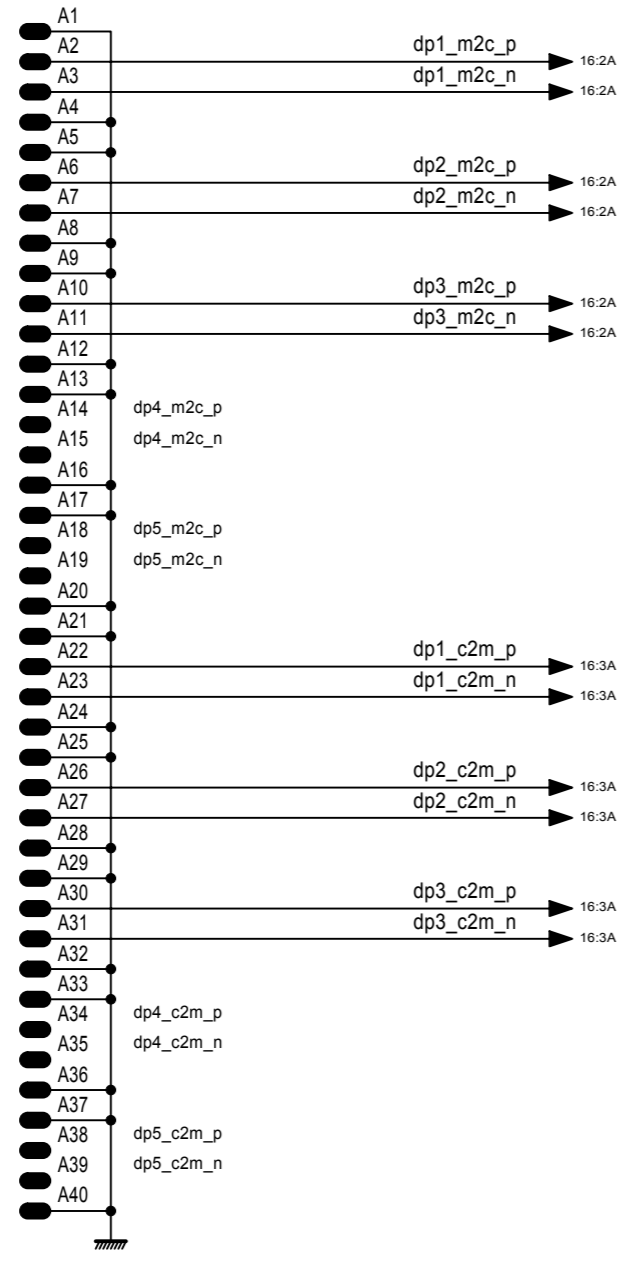 A1
A2 dp1_m2c_p 16:2A
A3 dp1_m2c_n 16:2A
A4
A5
A6 dp2_m2c_p 16:2A
A7 dp2_m2c_n 16:2A
A8
A9
A10 dp3_m2c_p 16:2A
A11 dp3_m2c_n 16:2A
A12
A13
A14 dp4_m2c_p
A15 dp4_m2c_n
A16
A17
A18 dp5_m2c_p
A19 dp5_m2c_n
A20
A21
A22 dp1_c2m_p 16:3A
A23 dp1_c2m_n 16:3A
A24
A25
A26 dp2_c2m_p 16:3A
A27 dp2_c2m_n 16:3A
A28
A29
A30 dp3_c2m_p 16:3A
A31 dp3_c2m_n 16:3A
A32
A33
A34 dp4_c2m_p
A35 dp4_c2m_n
A36
A37
A38 dp5_c2m_p
A39 dp5_c2m_n
A40